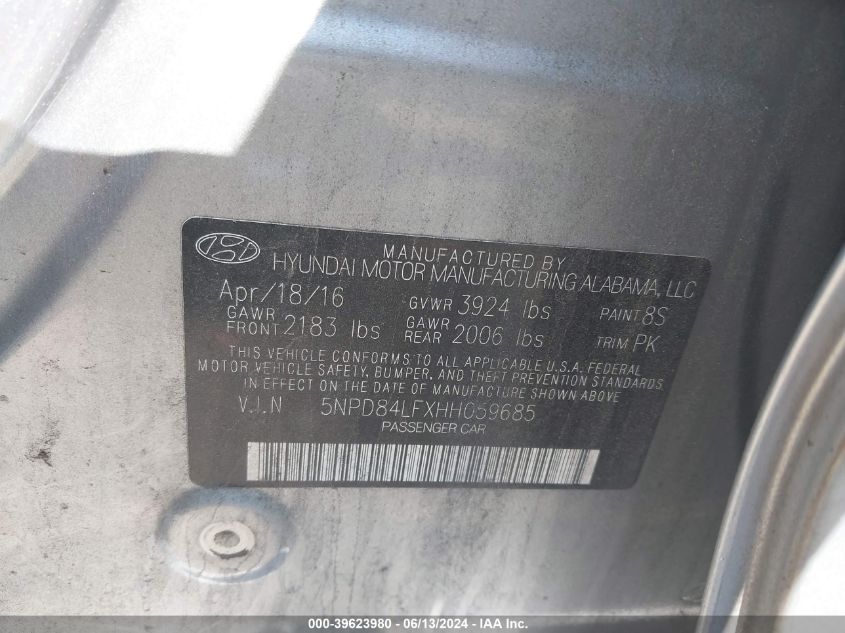 MANUFACTURED BY
HYUNDAI MOTOR MANUFACTURING ALABAMA, LLC
Apr/18/16 GVWR 3924 lbs PAINT 8S
GAWR FRONT 2183 lbs GAWR REAR 2006 lbs TRIM PK
THIS VEHICLE CONFORMS TO ALL APPLICABLE U.S.A. FEDERAL
MOTOR VEHICLE SAFETY, BUMPER, AND THEFT PREVENTION STANDARDS
IN EFFECT ON THE DATE OF MANUFACTURE SHOWN ABOVE
V.I.N 5NPD84LFXHH059685
PASSENGER CAR
000-39623980 - 06/13/2024 - IAA Inc.